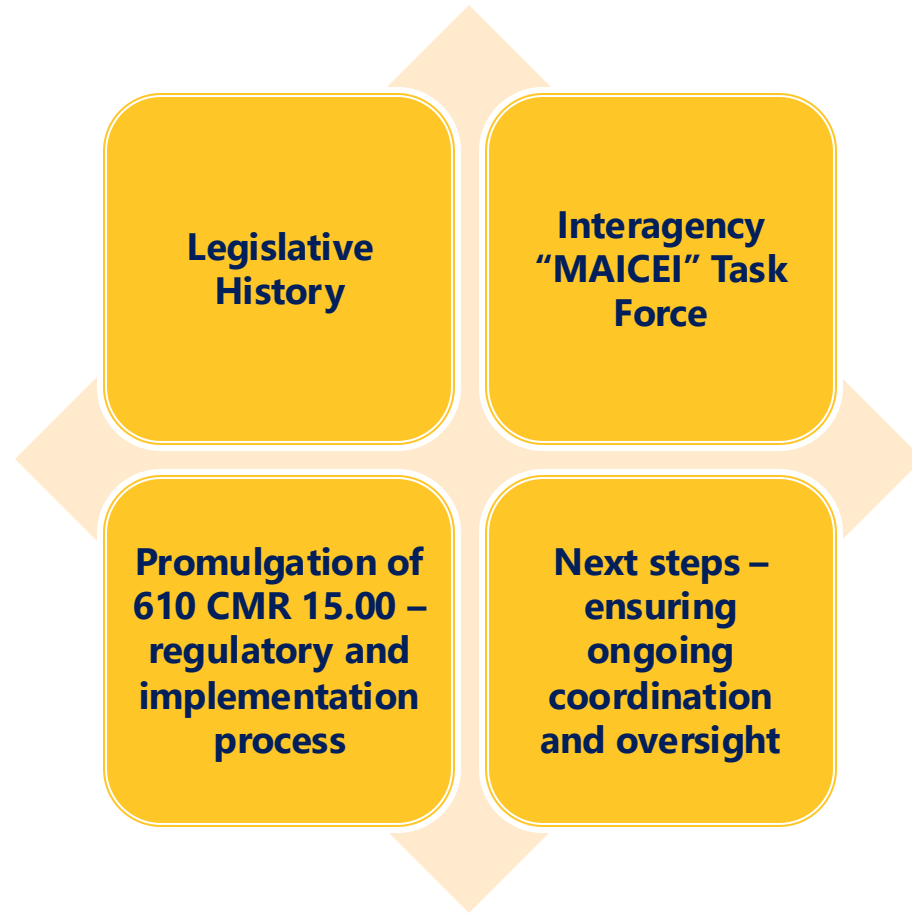 Legislative
History
Interagency
“MAICEI” Task
Force
Promulgation of
610 CMR 15.00 –
regulatory and
implementation
process
Next steps –
ensuring
ongoing
coordination
and oversight